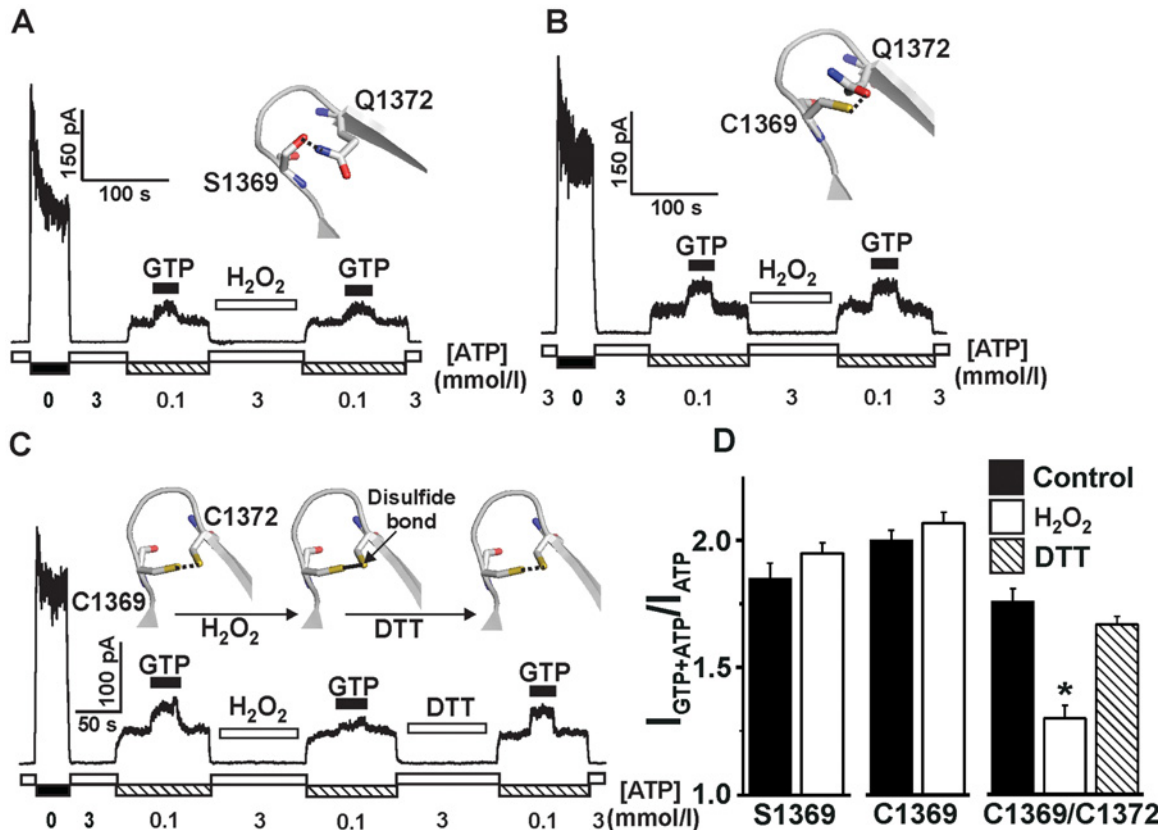 A
150 pA
100 s
Q1372
S1369
GTP
H₂O₂
GTP
[ATP]
(mmol/l)
0 3 0.1 3 0.1 3
B
150 pA
100 s
Q1372
C1369
GTP
H₂O₂
GTP
[ATP]
(mmol/l)
3 0 3 0.1 3 0.1 3
C
C1372
Disulfide
bond
C1369
H₂O₂
DTT
100 pA
50 s
GTP
H₂O₂
GTP
DTT
GTP
[ATP]
(mmol/l)
0 3 0.1 3 0.1 3 0.1 3
D
Control
H₂O₂
DTT
I GTP+ATP/I ATP
2.0
1.5
1.0
*
S1369 C1369 C1369/C1372